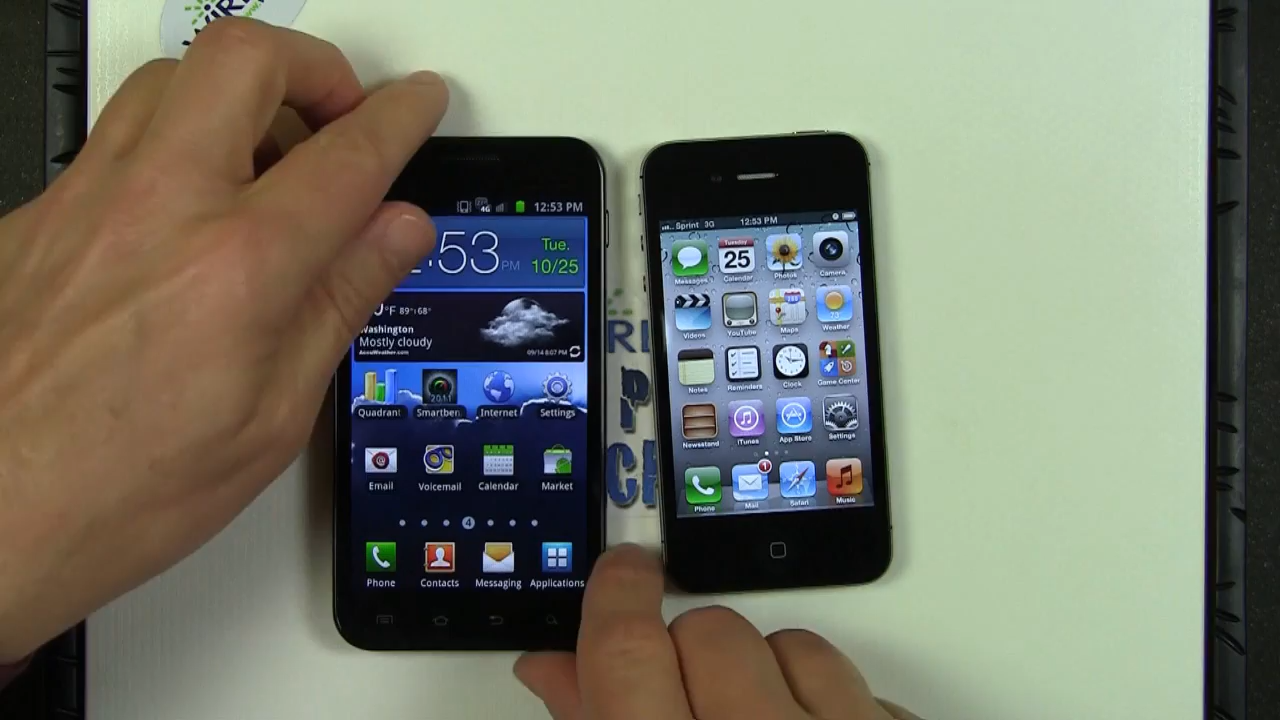 4G 12:53 PM
:53 PM
Tue.
10/25
°F 89°↑68°
Washington
Mostly cloudy
AccuWeather.com
09/14 8:07 PM
2011
Quadrant
Smartben
Internet
Settings
Email
Voicemail
Calendar
Market
4
Phone
Contacts
Messaging
Applications
Sprint 3G
12:53 PM
Tuesday
25
Messages
Calendar
Photos
Camera
Videos
YouTube
Maps
Weather
Notes
Reminders
Clock
Game Center
Newsstand
iTunes
App Store
Settings
1
Phone
Mail
Safari
Music